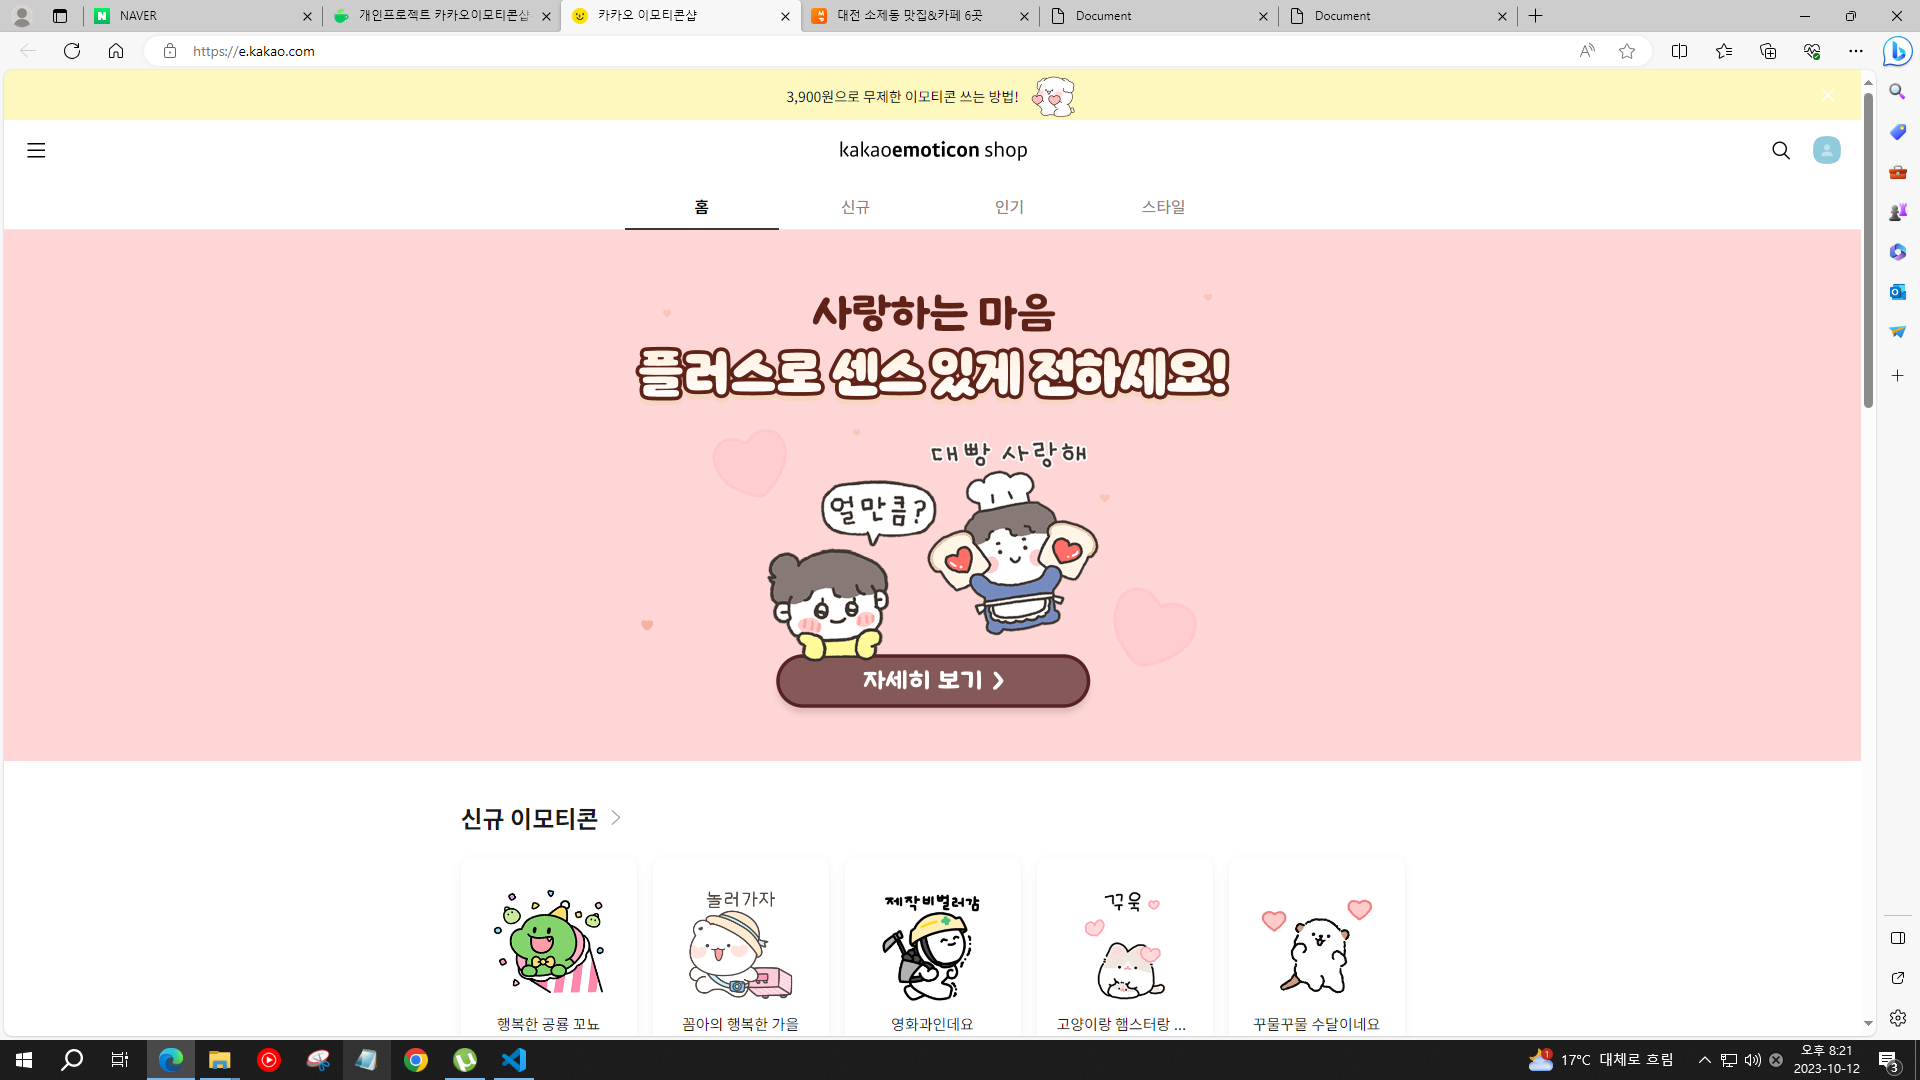 NAVER
개인프로젝트 카카오이모티콘샵
카카오 이모티콘샵
대전 소제동 맛집&카페 6곳
Document
Document
https://e.kakao.com
3,900원으로 무제한 이모티콘 쓰는 방법!
kakaoemoticon shop
홈
신규
인기
스타일
사랑하는 마음
플러스로 센스 있게 전하세요!
대빵 사랑해
얼만큼?
자세히 보기 >
신규 이모티콘 >
놀러가자
제작비벌러감
꾸욱
행복한 공룡 꼬뇨
꼼아의 행복한 가을
영화과인데요
고양이랑 햄스터랑 ...
꾸물꾸물 수달이네요
1
17°C 대체로 흐림
오후 8:21
2023-10-12
3